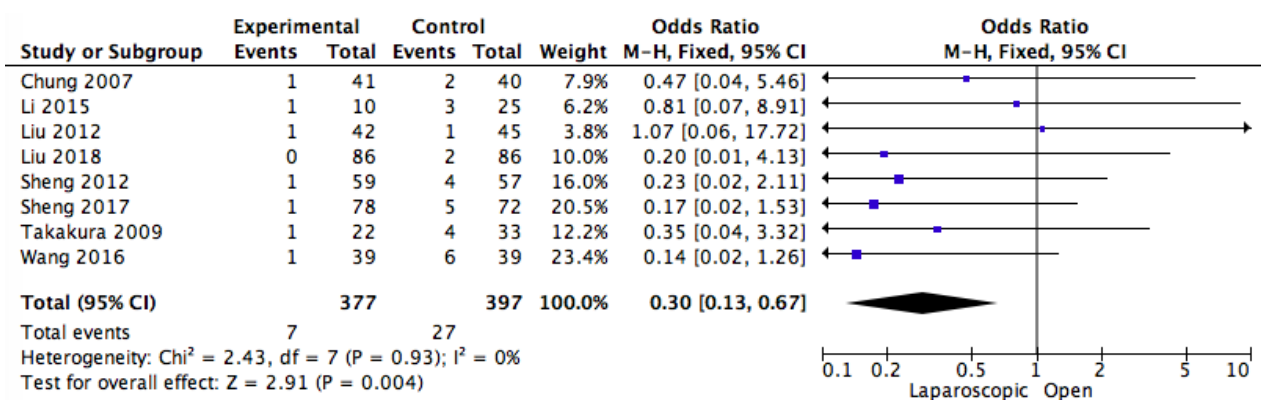 Experimental Control Odds Ratio Odds Ratio
Study or Subgroup Events Total Events Total Weight M-H, Fixed, 95% CI M-H, Fixed, 95% CI
Chung 2007 1 41 2 40 7.9% 0.47 [0.04, 5.46]
Li 2015 1 10 3 25 6.2% 0.81 [0.07, 8.91]
Liu 2012 1 42 1 45 3.8% 1.07 [0.06, 17.72]
Liu 2018 0 86 2 86 10.0% 0.20 [0.01, 4.13]
Sheng 2012 1 59 4 57 16.0% 0.23 [0.02, 2.11]
Sheng 2017 1 78 5 72 20.5% 0.17 [0.02, 1.53]
Takakura 2009 1 22 4 33 12.2% 0.35 [0.04, 3.32]
Wang 2016 1 39 6 39 23.4% 0.14 [0.02, 1.26]
Total (95% CI) 377 397 100.0% 0.30 [0.13, 0.67]
Total events 7 27
Heterogeneity: Chi² = 2.43, df = 7 (P = 0.93); I² = 0%
Test for overall effect: Z = 2.91 (P = 0.004)
0.1 0.2 0.5 1 2 5 10
Laparoscopic Open